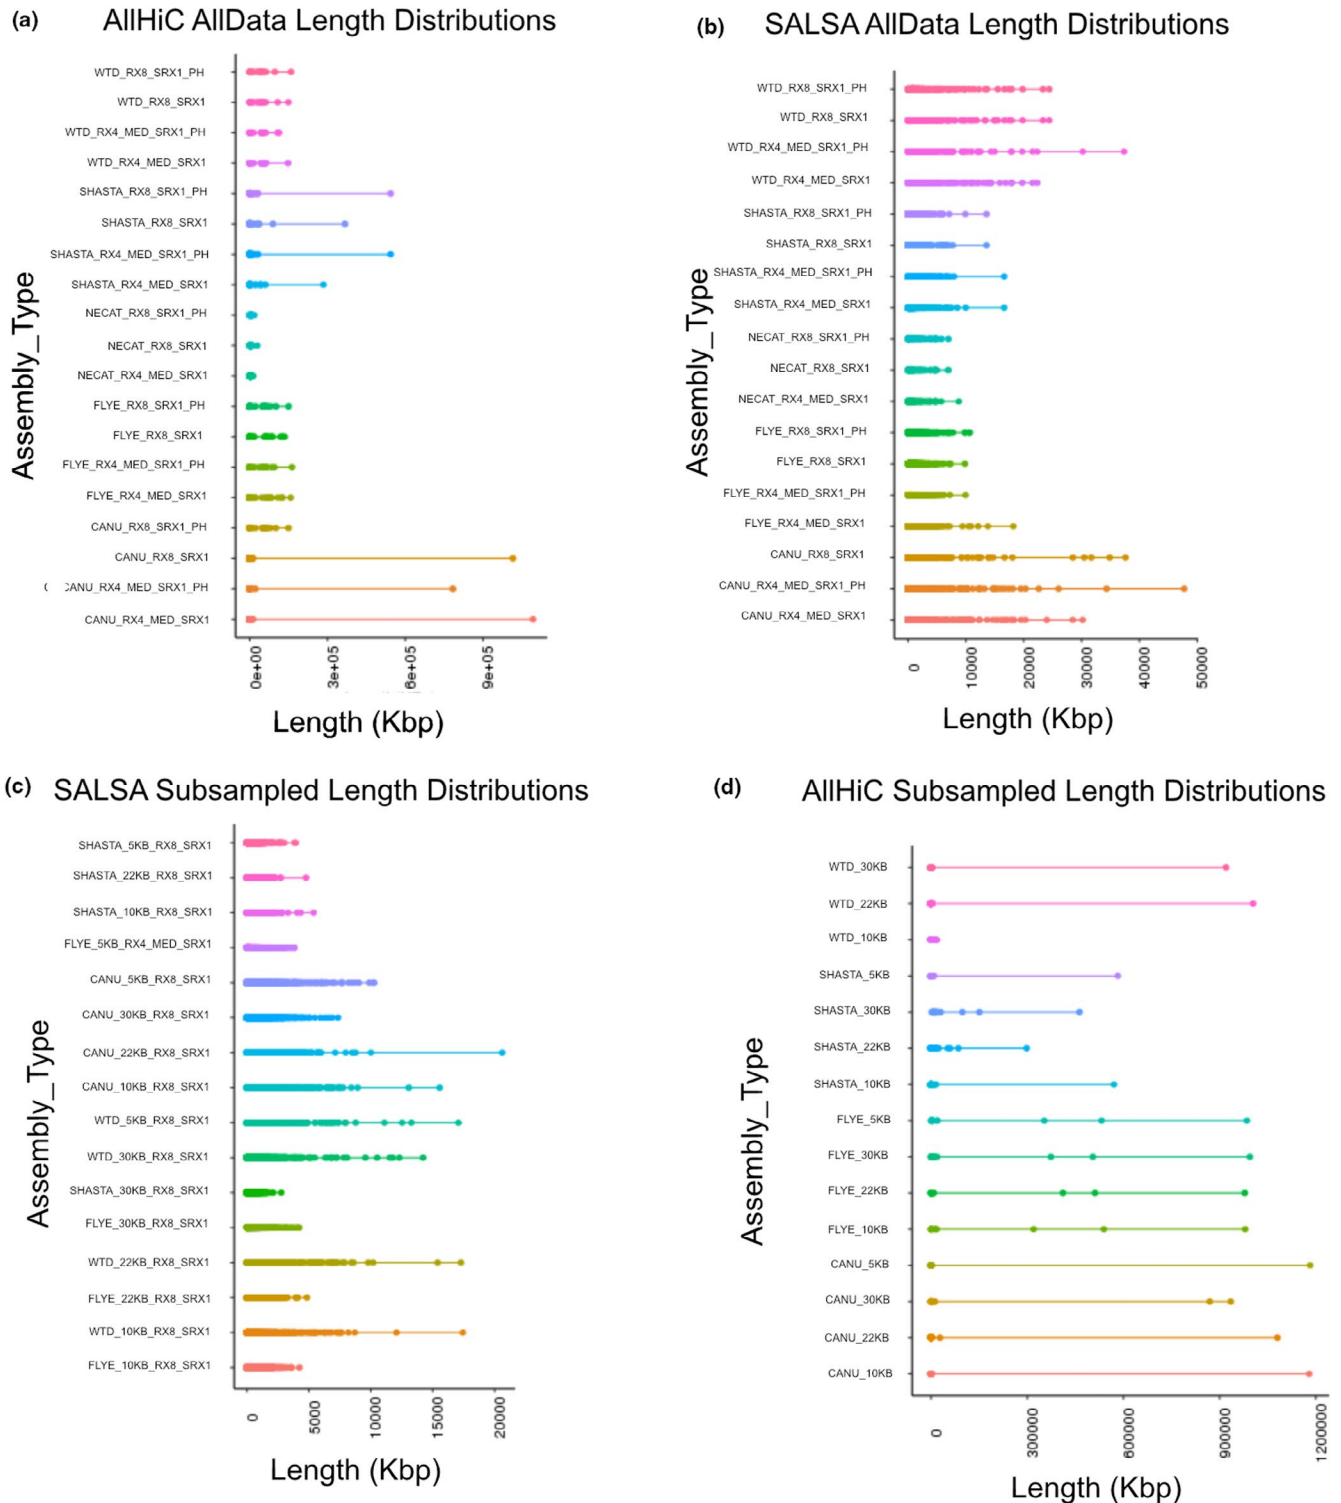 (a) AllHiC AllData Length Distributions
WTD_RX8_SRX1_PH
WTD_RX8_SRX1
WTD_RX4_MED_SRX1_PH
WTD_RX4_MED_SRX1
SHASTA_RX8_SRX1_PH
SHASTA_RX8_SRX1
SHASTA_RX4_MED_SRX1_PH
SHASTA_RX4_MED_SRX1
NECAT_RX8_SRX1_PH
NECAT_RX8_SRX1
NECAT_RX4_MED_SRX1
FLYE_RX8_SRX1_PH
FLYE_RX8_SRX1
FLYE_RX4_MED_SRX1_PH
FLYE_RX4_MED_SRX1
CANU_RX8_SRX1_PH
CANU_RX8_SRX1
CANU_RX4_MED_SRX1_PH
CANU_RX4_MED_SRX1
Assembly_Type
0e+00 3e+05 6e+05 9e+05
Length (Kbp)
(b) SALSA AllData Length Distributions
WTD_RX8_SRX1_PH
WTD_RX8_SRX1
WTD_RX4_MED_SRX1_PH
WTD_RX4_MED_SRX1
SHASTA_RX8_SRX1_PH
SHASTA_RX8_SRX1
SHASTA_RX4_MED_SRX1_PH
SHASTA_RX4_MED_SRX1
NECAT_RX8_SRX1_PH
NECAT_RX8_SRX1
NECAT_RX4_MED_SRX1
FLYE_RX8_SRX1_PH
FLYE_RX8_SRX1
FLYE_RX4_MED_SRX1_PH
FLYE_RX4_MED_SRX1
CANU_RX8_SRX1
CANU_RX4_MED_SRX1_PH
CANU_RX4_MED_SRX1
Assembly_Type
0 10000 20000 30000 40000 50000
Length (Kbp)
(c) SALSA Subsampled Length Distributions
SHASTA_5KB_RX8_SRX1
SHASTA_22KB_RX8_SRX1
SHASTA_10KB_RX8_SRX1
FLYE_5KB_RX4_MED_SRX1
CANU_5KB_RX8_SRX1
CANU_30KB_RX8_SRX1
CANU_22KB_RX8_SRX1
CANU_10KB_RX8_SRX1
WTD_5KB_RX8_SRX1
WTD_30KB_RX8_SRX1
SHASTA_30KB_RX8_SRX1
FLYE_30KB_RX8_SRX1
WTD_22KB_RX8_SRX1
FLYE_22KB_RX8_SRX1
WTD_10KB_RX8_SRX1
FLYE_10KB_RX8_SRX1
Assembly_Type
0 5000 10000 15000 20000
Length (Kbp)
(d) AllHiC Subsampled Length Distributions
WTD_30KB
WTD_22KB
WTD_10KB
SHASTA_5KB
SHASTA_30KB
SHASTA_22KB
SHASTA_10KB
FLYE_5KB
FLYE_30KB
FLYE_22KB
FLYE_10KB
CANU_5KB
CANU_30KB
CANU_22KB
CANU_10KB
Assembly_Type
0 300000 600000 900000 1200000
Length (Kbp)